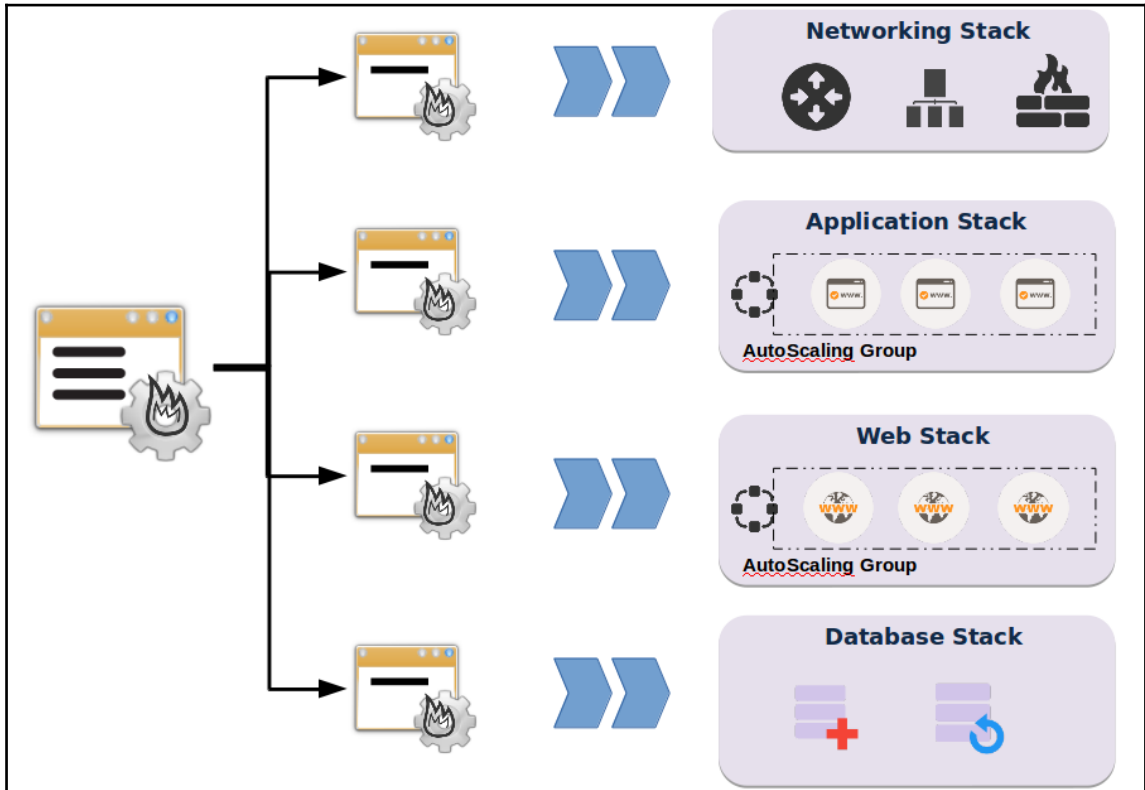 Networking Stack
Application Stack
www.
www.
www.
AutoScaling Group
Web Stack
www
www
www
AutoScaling Group
Database Stack